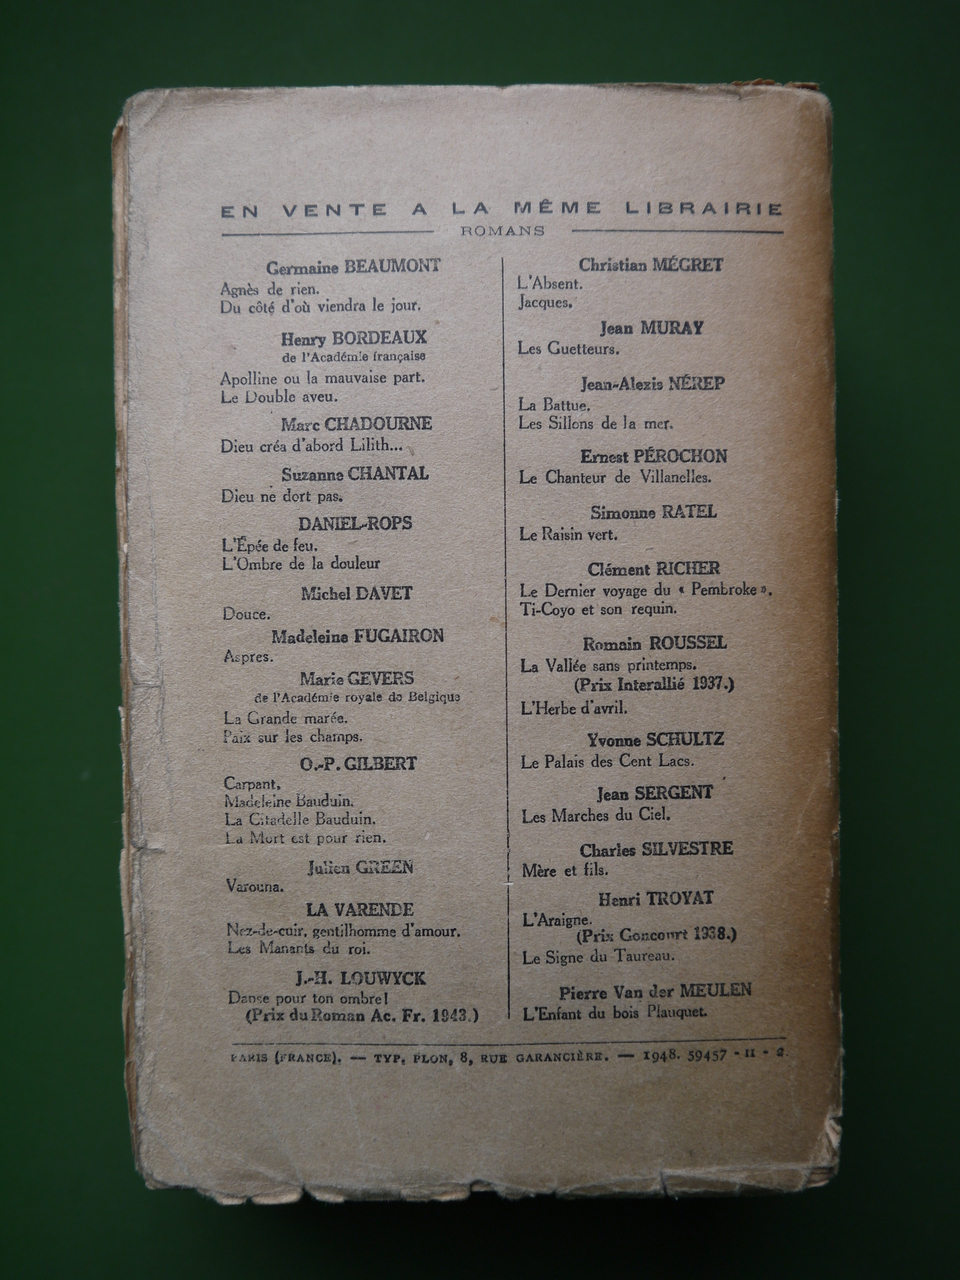 EN VENTE A LA MÊME LIBRAIRIE
ROMANS
Germaine BEAUMONT
Agnès de rien.
Du côté d'où viendra le jour.
Henry BORDEAUX
de l'Académie française
Apolline ou la mauvaise part.
Le Double aveu.
Marc CHADOURNE
Dieu créa d'abord Lilith...
Suzanne CHANTAL
Dieu ne dort pas.
DANIEL-ROPS
L'Épée de feu.
L'Ombre de la douleur
Michel DAVET
Douce.
Madeleine FUGAIRON
Aspres.
Marie GEVERS
de l'Académie royale de Belgique
La Grande marée.
Paix sur les champs.
O.-P. GILBERT
Carpant.
Madeleine Bauduin.
La Citadelle Bauduin.
La Mort est pour rien.
Julien GREEN
Varouna.
LA VARENDE
Nez-de-cuir, gentilhomme d'amour.
Les Manants du roi.
J.-H. LOUWYCK
Danse pour ton ombre!
(Prix du Roman Ac. Fr. 1943.)
Christian MÉGRET
L'Absent.
Jacques.
Jean MURAY
Les Guetteurs.
Jean-Alexis NÉREP
La Battue.
Les Sillons de la mer.
Ernest PÉROCHON
Le Chanteur de Villanelles.
Simonne RATEL
Le Raisin vert.
Clément RICHER
Le Dernier voyage du « Pembroke ».
Ti-Coyo et son requin.
Romain ROUSSEL
La Vallée sans printemps.
(Prix Interallié 1937.)
L'Herbe d'avril.
Yvonne SCHULTZ
Le Palais des Cent Lacs.
Jean SERGENT
Les Marches du Ciel.
Charles SILVESTRE
Mère et fils.
Henri TROYAT
L'Araigne.
(Prix Goncourt 1938.)
Le Signe du Taureau.
Pierre Van der MEULEN
L'Enfant du bois Plauquet.
PARIS (FRANCE). — TYP. PLON, 8, RUE GARANCIÈRE. — 1948. 59457 - II - 2.